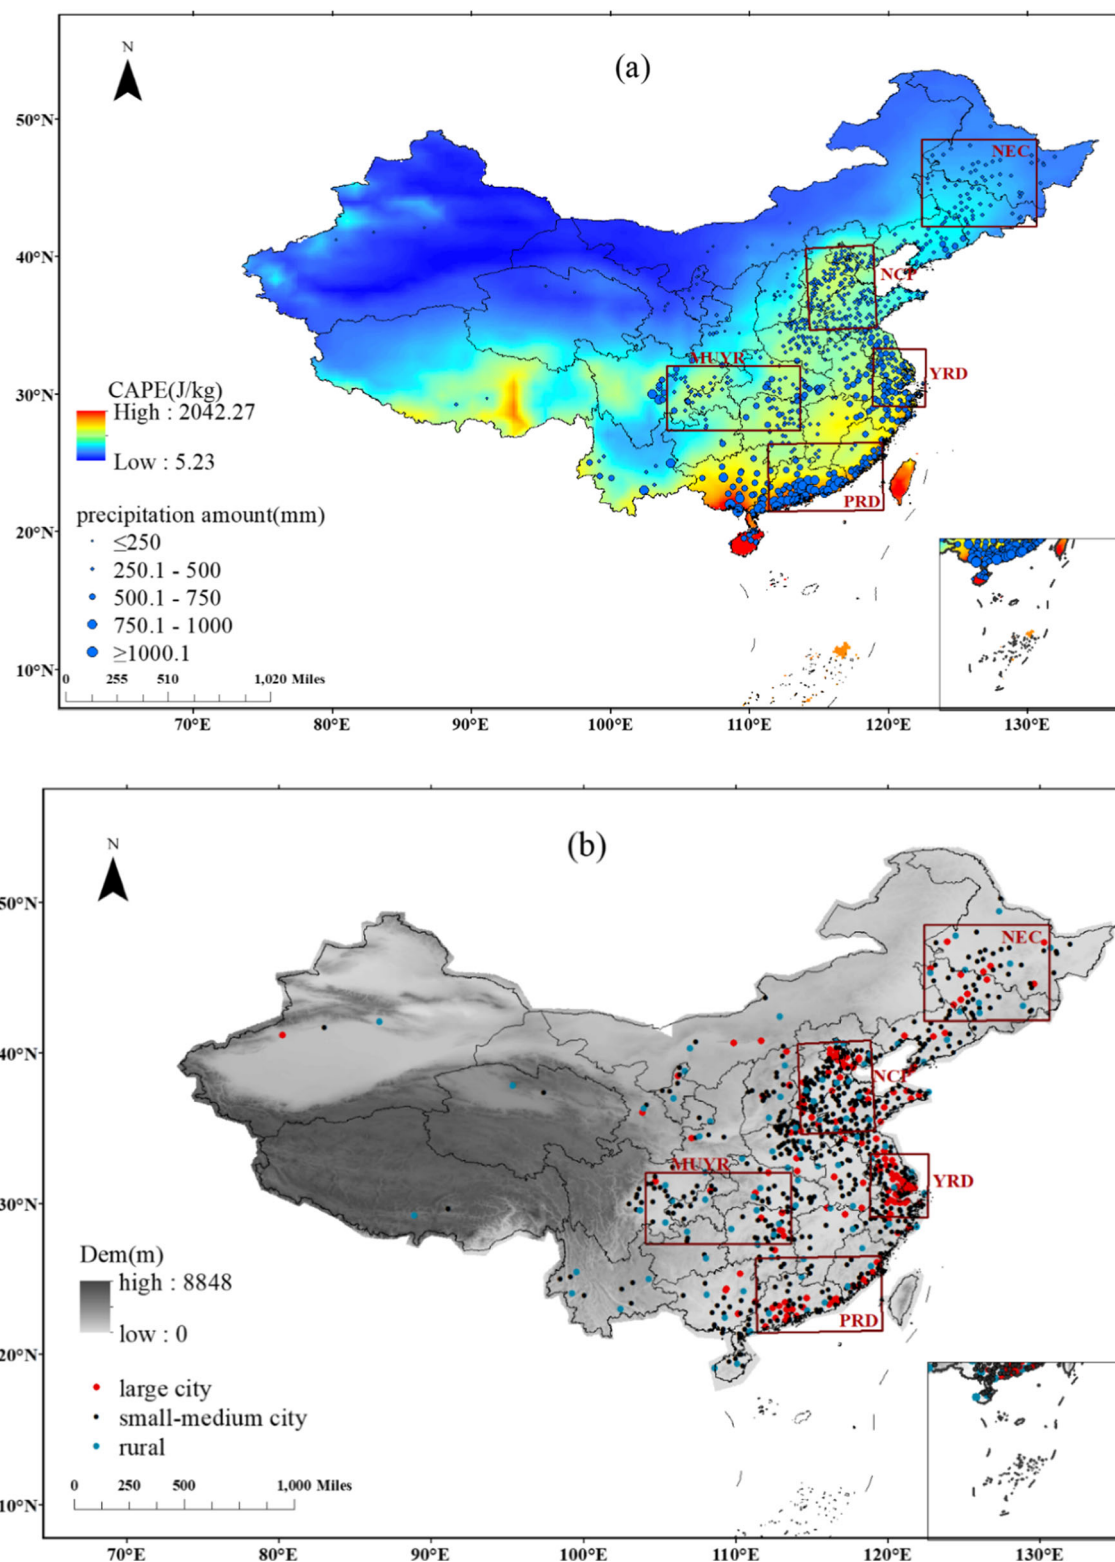 (a)
N
50°N
40°N
30°N
20°N
10°N
NEC
NCP
MUYR
YRD
PRD
CAPE(J/kg)
High : 2042.27
Low : 5.23
precipitation amount(mm)
≤250
250.1 - 500
500.1 - 750
750.1 - 1000
≥1000.1
0 255 510 1,020 Miles
70°E 80°E 90°E 100°E 110°E 120°E 130°E
(b)
N
50°N
40°N
30°N
20°N
10°N
NEC
NCP
MUYR
YRD
PRD
Dem(m)
high : 8848
low : 0
large city
small-medium city
rural
0 250 500 1,000 Miles
70°E 80°E 90°E 100°E 110°E 120°E 130°E